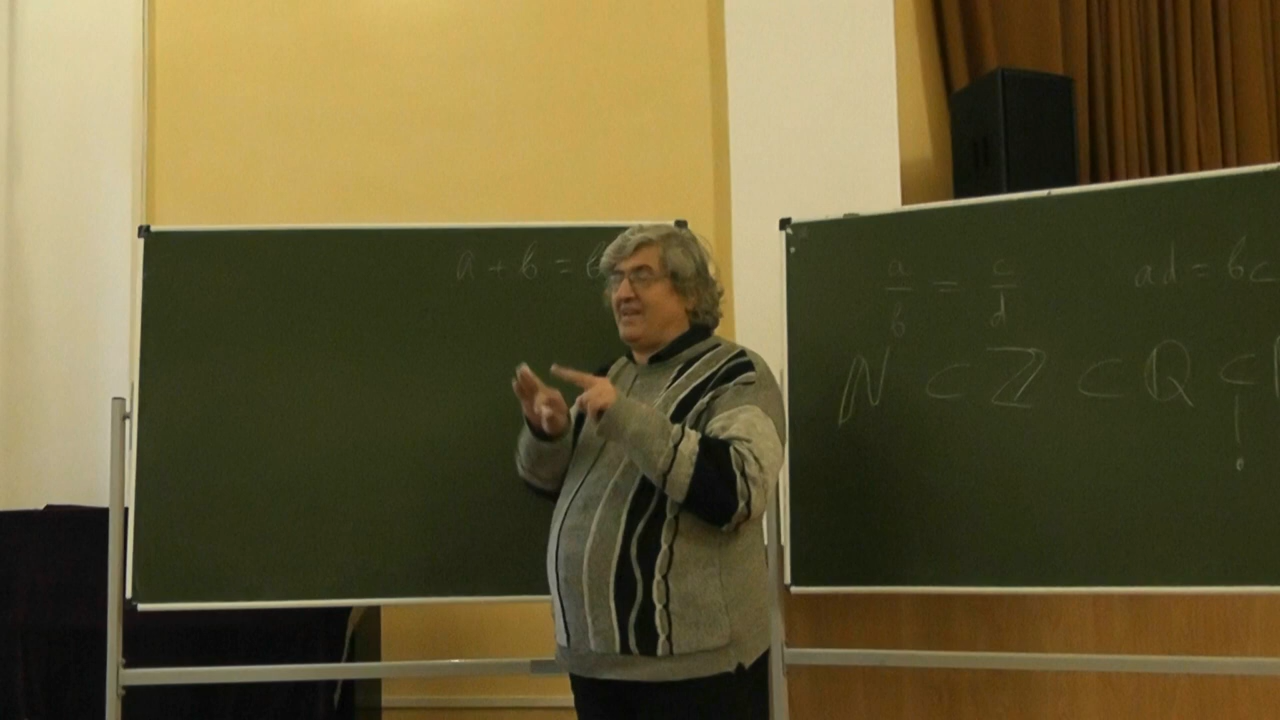 a + b = b
a/b = c/d    ad = bc
N ⊂ Z ⊂ Q ⊂